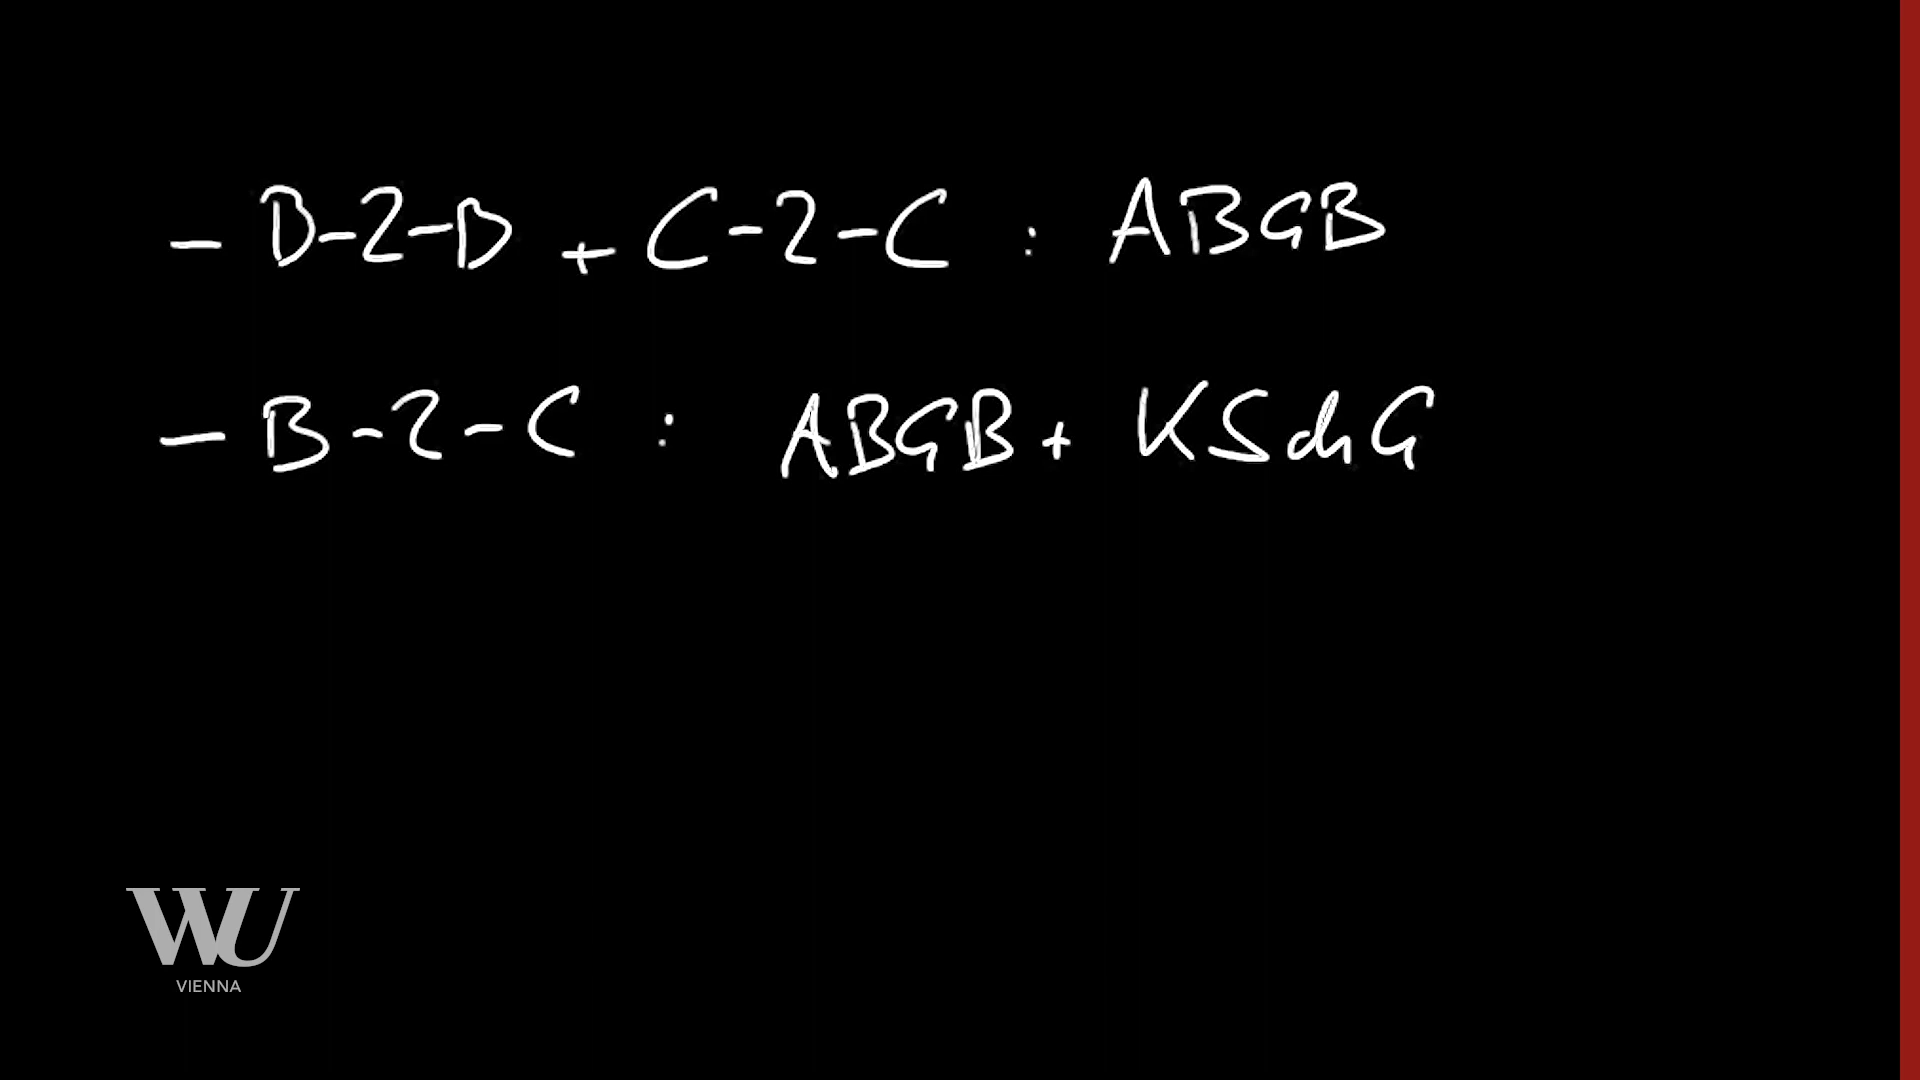 - B-2-B + C-2-C : ABGB
- B-2-C : ABGB + KSchG
WU
VIENNA